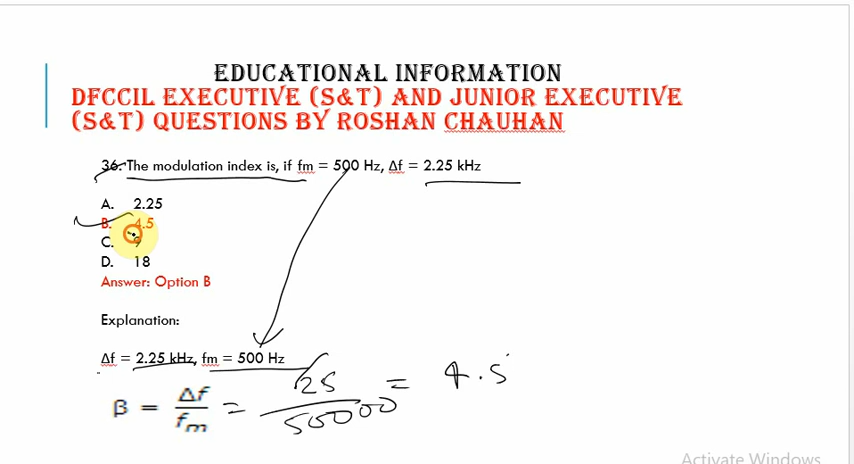 EDUCATIONAL INFORMATION
DFCCIL EXECUTIVE (S&T) AND JUNIOR EXECUTIVE
(S&T) QUESTIONS BY ROSHAN CHAUHAN
36. The modulation index is, if fm = 500 Hz, Δf = 2.25 kHz
A. 2.25
B. 4.5
C. 9
D. 18
Answer: Option B
Explanation:
Δf = 2.25 kHz, fm = 500 Hz
β = Δf/fm = = 4.5
Activate Windows